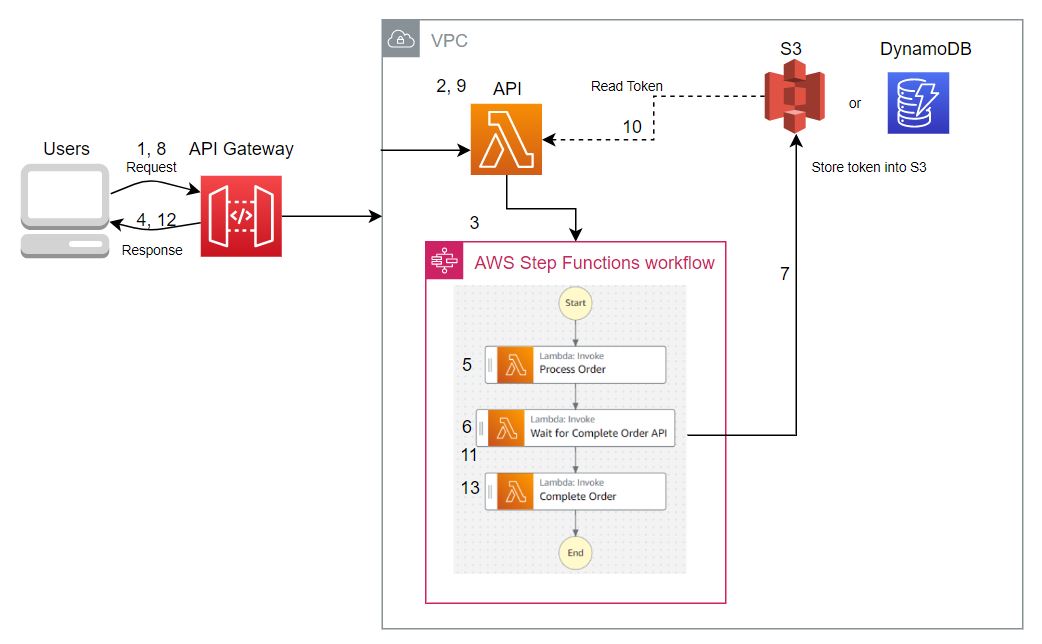 VPC
S3
DynamoDB
2, 9
API
Read Token
or
10
Users
1, 8
API Gateway
Request
Store token into S3
4, 12
3
Response
AWS Step Functions workflow
7
Start
Lambda: Invoke
5
Process Order
Lambda: Invoke
6
Wait for Complete Order API
11
Lambda: Invoke
13
Complete Order
End